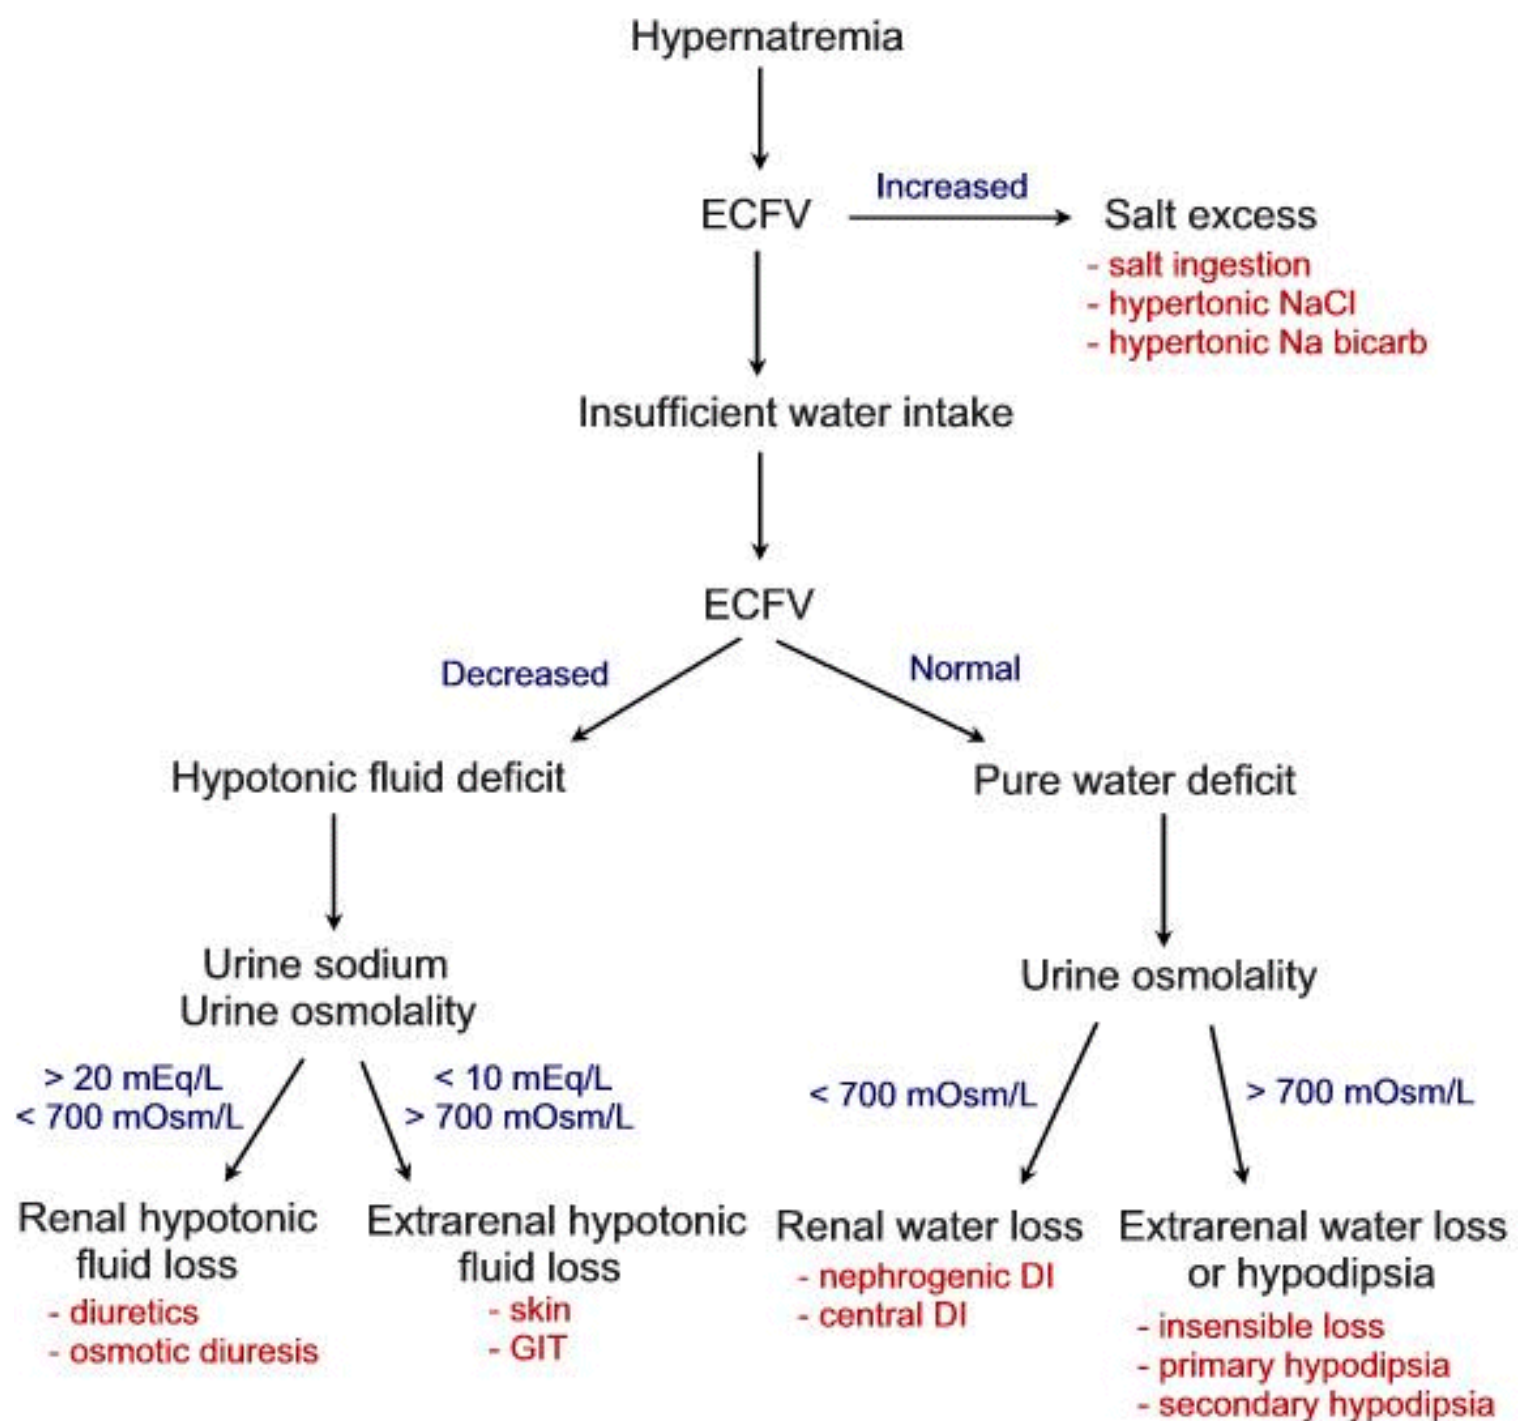 Hypernatremia
ECFV
Increased
Salt excess
- salt ingestion
- hypertonic NaCl
- hypertonic Na bicarb
Insufficient water intake
ECFV
Decreased
Normal
Hypotonic fluid deficit
Pure water deficit
Urine sodium
Urine osmolality
Urine osmolality
> 20 mEq/L
< 700 mOsm/L
< 10 mEq/L
> 700 mOsm/L
< 700 mOsm/L
> 700 mOsm/L
Renal hypotonic
fluid loss
- diuretics
- osmotic diuresis
Extrarenal hypotonic
fluid loss
- skin
- GIT
Renal water loss
- nephrogenic DI
- central DI
Extrarenal water loss
or hypodipsia
- insensible loss
- primary hypodipsia
- secondary hypodipsia